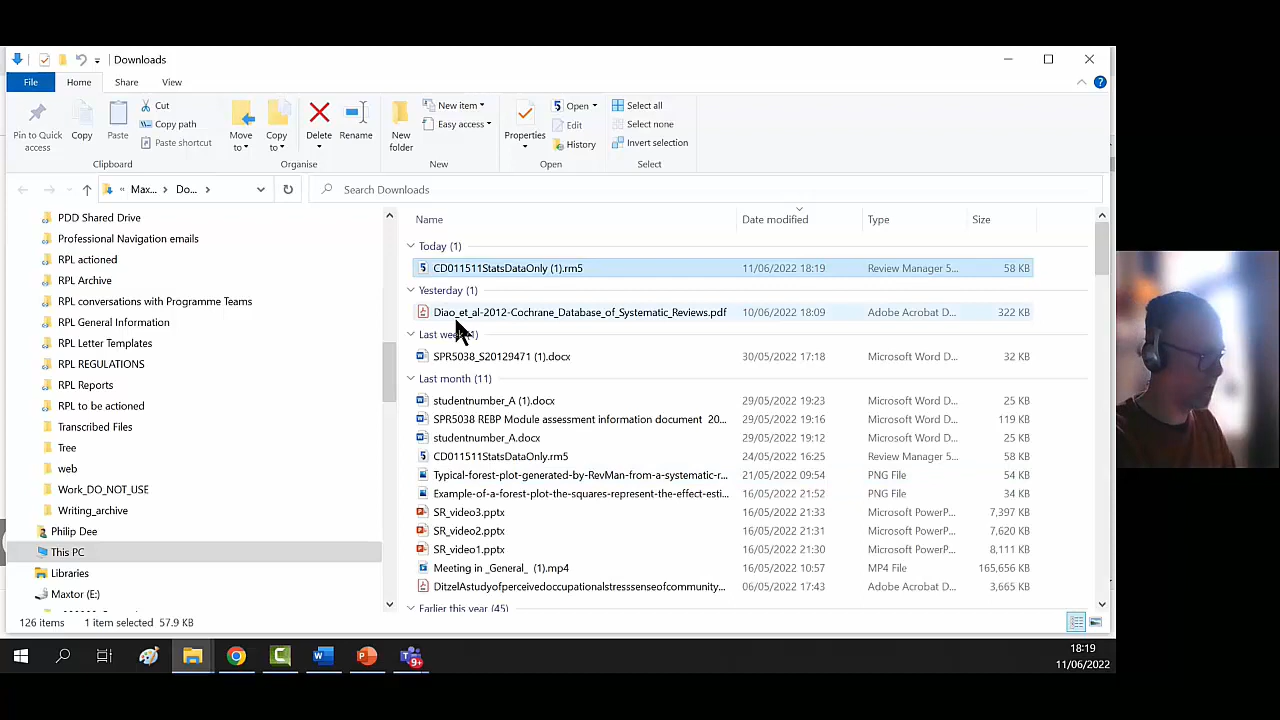 Downloads
File Home Share View
Pin to Quick access
Copy
Paste
Cut
Copy path
Paste shortcut
Clipboard
Move to
Copy to
Delete
Rename
Organise
New folder
New item
Easy access
New
Properties
Open
Edit
History
Open
Select all
Select none
Invert selection
Select
« Max... Do...
Search Downloads
PDD Shared Drive
Professional Navigation emails
RPL actioned
RPL Archive
RPL conversations with Programme Teams
RPL General Information
RPL Letter Templates
RPL REGULATIONS
RPL Reports
RPL to be actioned
Transcribed Files
Tree
web
Work_DO_NOT_USE
Writing_archive
Philip Dee
This PC
Libraries
Maxtor (E:)
Name Date modified Type Size
Today (1)
CD011511StatsDataOnly (1).rm5 11/06/2022 18:19 Review Manager 5... 58 KB
Yesterday (1)
Diao_et_al-2012-Cochrane_Database_of_Systematic_Reviews.pdf 10/06/2022 18:09 Adobe Acrobat D... 322 KB
Last week (1)
SPR5038_S20129471 (1).docx 30/05/2022 17:18 Microsoft Word D... 32 KB
Last month (11)
studentnumber_A (1).docx 29/05/2022 19:23 Microsoft Word D... 25 KB
SPR5038 REBP Module assessment information document 20... 29/05/2022 19:16 Microsoft Word D... 119 KB
studentnumber_A.docx 29/05/2022 19:12 Microsoft Word D... 25 KB
CD011511StatsDataOnly.rm5 24/05/2022 16:25 Review Manager 5... 58 KB
Typical-forest-plot-generated-by-RevMan-from-a-systematic-r... 21/05/2022 09:54 PNG File 54 KB
Example-of-a-forest-plot-the-squares-represent-the-effect-esti... 16/05/2022 21:52 PNG File 34 KB
SR_video3.pptx 16/05/2022 21:33 Microsoft PowerP... 7,397 KB
SR_video2.pptx 16/05/2022 21:31 Microsoft PowerP... 7,620 KB
SR_video1.pptx 16/05/2022 21:30 Microsoft PowerP... 8,111 KB
Meeting in _General_ (1).mp4 16/05/2022 10:57 MP4 File 165,656 KB
DitzelAstudyofperceivedoccupationalstresssenseofcommunity... 06/05/2022 17:43 Adobe Acrobat D... 3,665 KB
Earlier this year (45)
126 items 1 item selected 57.9 KB
9+
18:19
11/06/2022